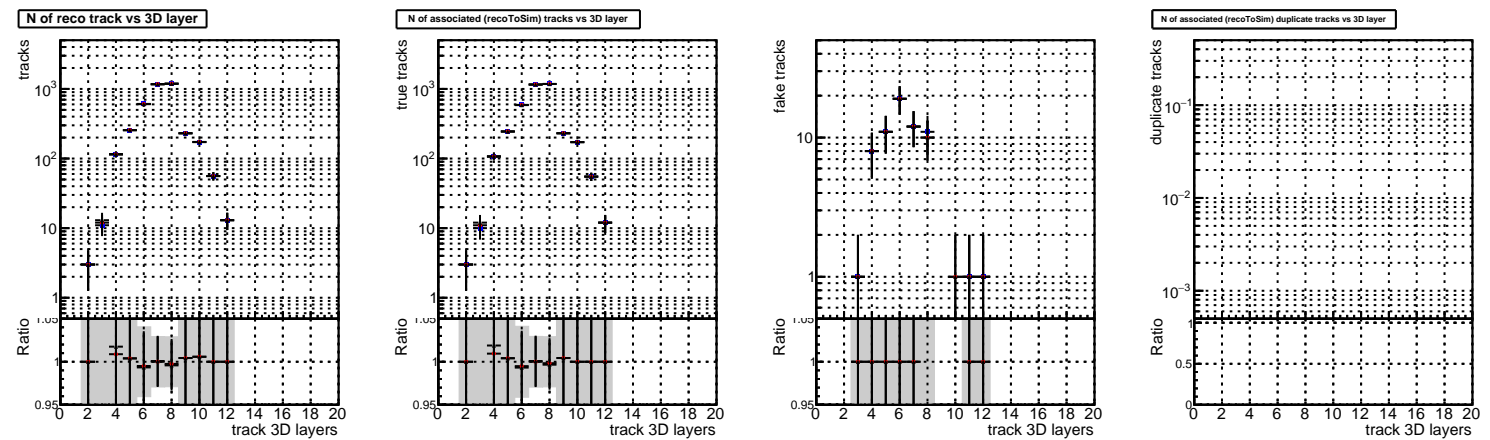 N of reco track vs 3D layer
tracks
10³
10²
10
1
1.05
Ratio
1
0.95
0 2 4 6 8 10 12 14 16 18 20
track 3D layers
N of associated (recoToSim) tracks vs 3D layer
true tracks
10³
10²
10
1
1.05
Ratio
1
0.95
0 2 4 6 8 10 12 14 16 18 20
track 3D layers
fake tracks
10
1
1.05
Ratio
1
0.95
0 2 4 6 8 10 12 14 16 18 20
track 3D layers
N of associated (recoToSim) duplicate tracks vs 3D layer
duplicate tracks
10⁻¹
10⁻²
10⁻³
Ratio
1
0.5
0
0 2 4 6 8 10 12 14 16 18 20
track 3D layers